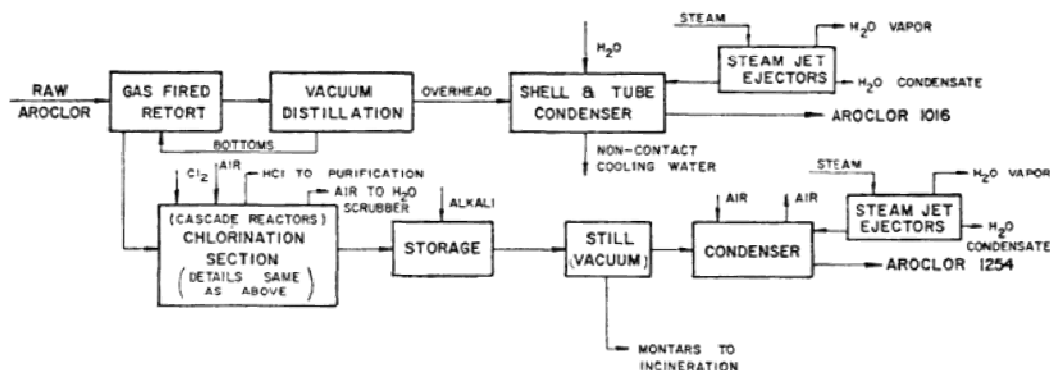 STEAM
H₂O VAPOR
H₂O
STEAM JET
EJECTORS
H₂O CONDENSATE
RAW
AROCLOR
GAS FIRED
RETORT
VACUUM
DISTILLATION
OVERHEAD
SHELL & TUBE
CONDENSER
AROCLOR 1016
BOTTOMS
NON-CONTACT
COOLING WATER
Cl₂
AIR
HCl TO PURIFICATION
AIR TO H₂O
SCRUBBER
(CASCADE REACTORS)
CHLORINATION
SECTION
(DETAILS SAME
AS ABOVE)
ALKALI
STORAGE
STILL
(VACUUM)
AIR
AIR
CONDENSER
STEAM
H₂O VAPOR
STEAM JET
EJECTORS
H₂O
CONDENSATE
AROCLOR 1254
MONTARS TO
INCINERATION